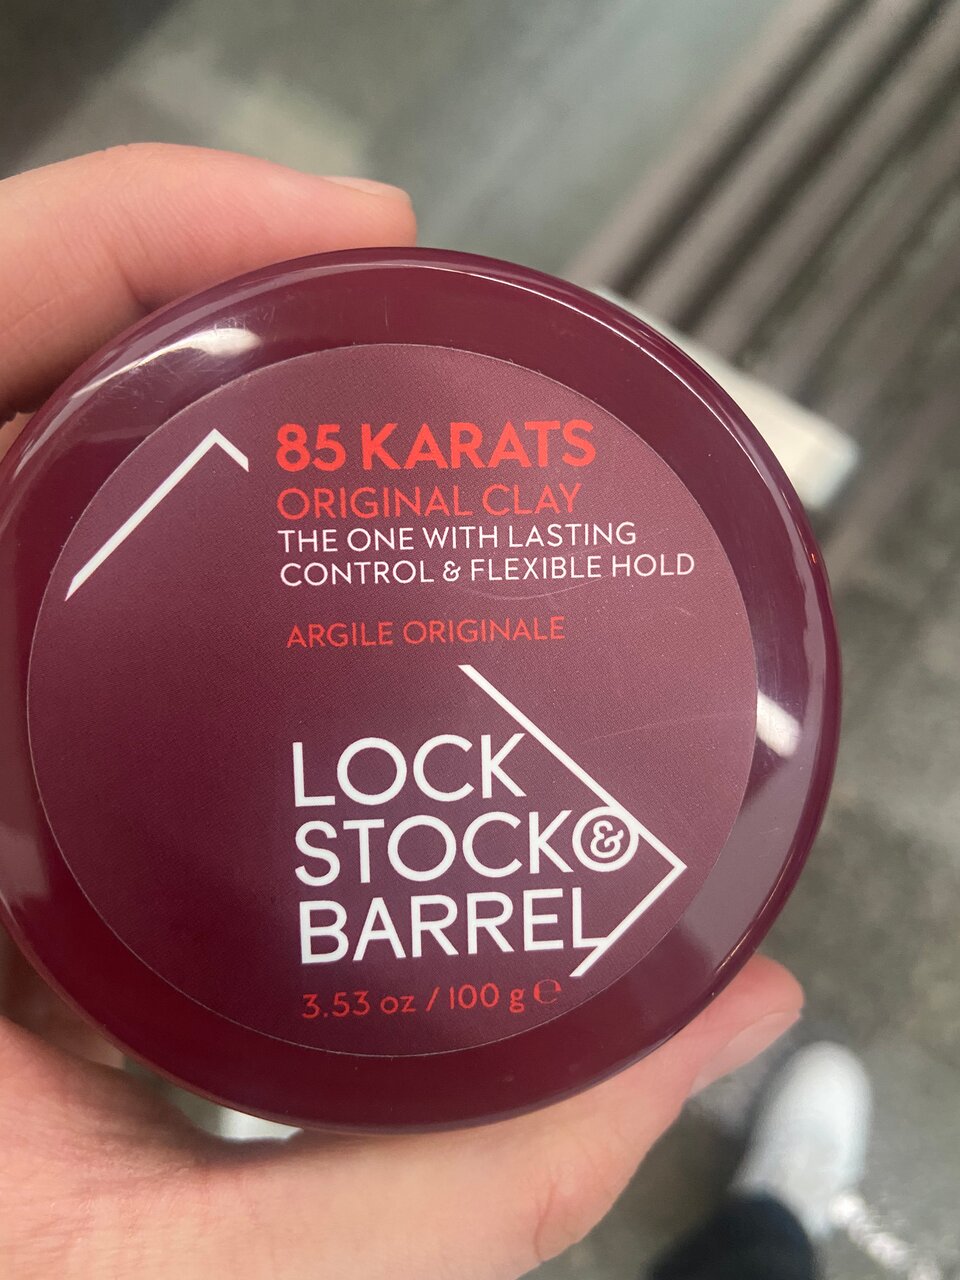 85 KARATS
ORIGINAL CLAY
THE ONE WITH LASTING
CONTROL & FLEXIBLE HOLD
ARGILE ORIGINALE
LOCK
STOCK &
BARREL
3.53 oz / 100 g ℮